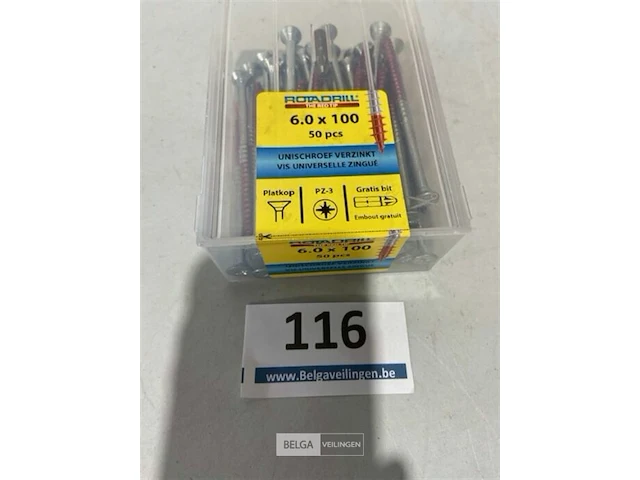 ROTADRILL
THE RED TIP
6.0 x 100
50 pcs
UNISCHROEF VERZINKT
VIS UNIVERSELLE ZINGUÉ
Platkop
PZ-3
Gratis bit
Embout gratuit
ROTADRILL
6.0 x 100
50 pcs
116
www.Belgaveilingen.be
BELGA VEILINGEN